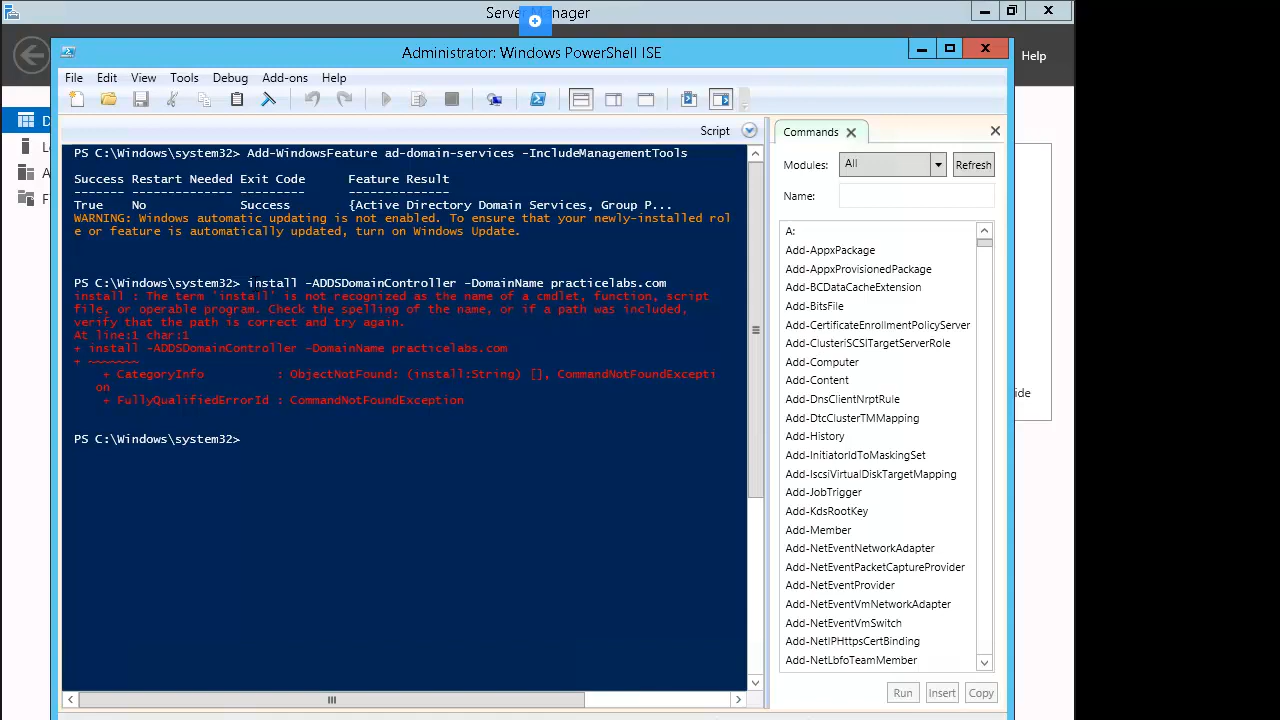 Server Manager
Administrator: Windows PowerShell ISE
Help
File Edit View Tools Debug Add-ons Help
Script
Commands
PS C:\Windows\system32> Add-WindowsFeature ad-domain-services -IncludeManagementTools
Success Restart Needed Exit Code Feature Result
------- -------------- --------- --------------
True No Success {Active Directory Domain Services, Group P...
WARNING: Windows automatic updating is not enabled. To ensure that your newly-installed rol
e or feature is automatically updated, turn on Windows Update.
PS C:\Windows\system32> install -ADDSDomainController -DomainName practicelabs.com
install : The term 'install' is not recognized as the name of a cmdlet, function, script
file, or operable program. Check the spelling of the name, or if a path was included,
verify that the path is correct and try again.
At line:1 char:1
+ install -ADDSDomainController -DomainName practicelabs.com
+ ~~~~~~~
+ CategoryInfo : ObjectNotFound: (install:String) [], CommandNotFoundExcepti
on
+ FullyQualifiedErrorId : CommandNotFoundException
PS C:\Windows\system32>
Modules: All Refresh
Name:
A:
Add-AppxPackage
Add-AppxProvisionedPackage
Add-BCDataCacheExtension
Add-BitsFile
Add-CertificateEnrollmentPolicyServer
Add-ClusteriSCSITargetServerRole
Add-Computer
Add-Content
Add-DnsClientNrptRule
Add-DtcClusterTMMapping
Add-History
Add-InitiatorIdToMaskingSet
Add-IscsiVirtualDiskTargetMapping
Add-JobTrigger
Add-KdsRootKey
Add-Member
Add-NetEventNetworkAdapter
Add-NetEventPacketCaptureProvider
Add-NetEventProvider
Add-NetEventVmNetworkAdapter
Add-NetEventVmSwitch
Add-NetIPHttpsCertBinding
Add-NetLbfoTeamMember
Run Insert Copy